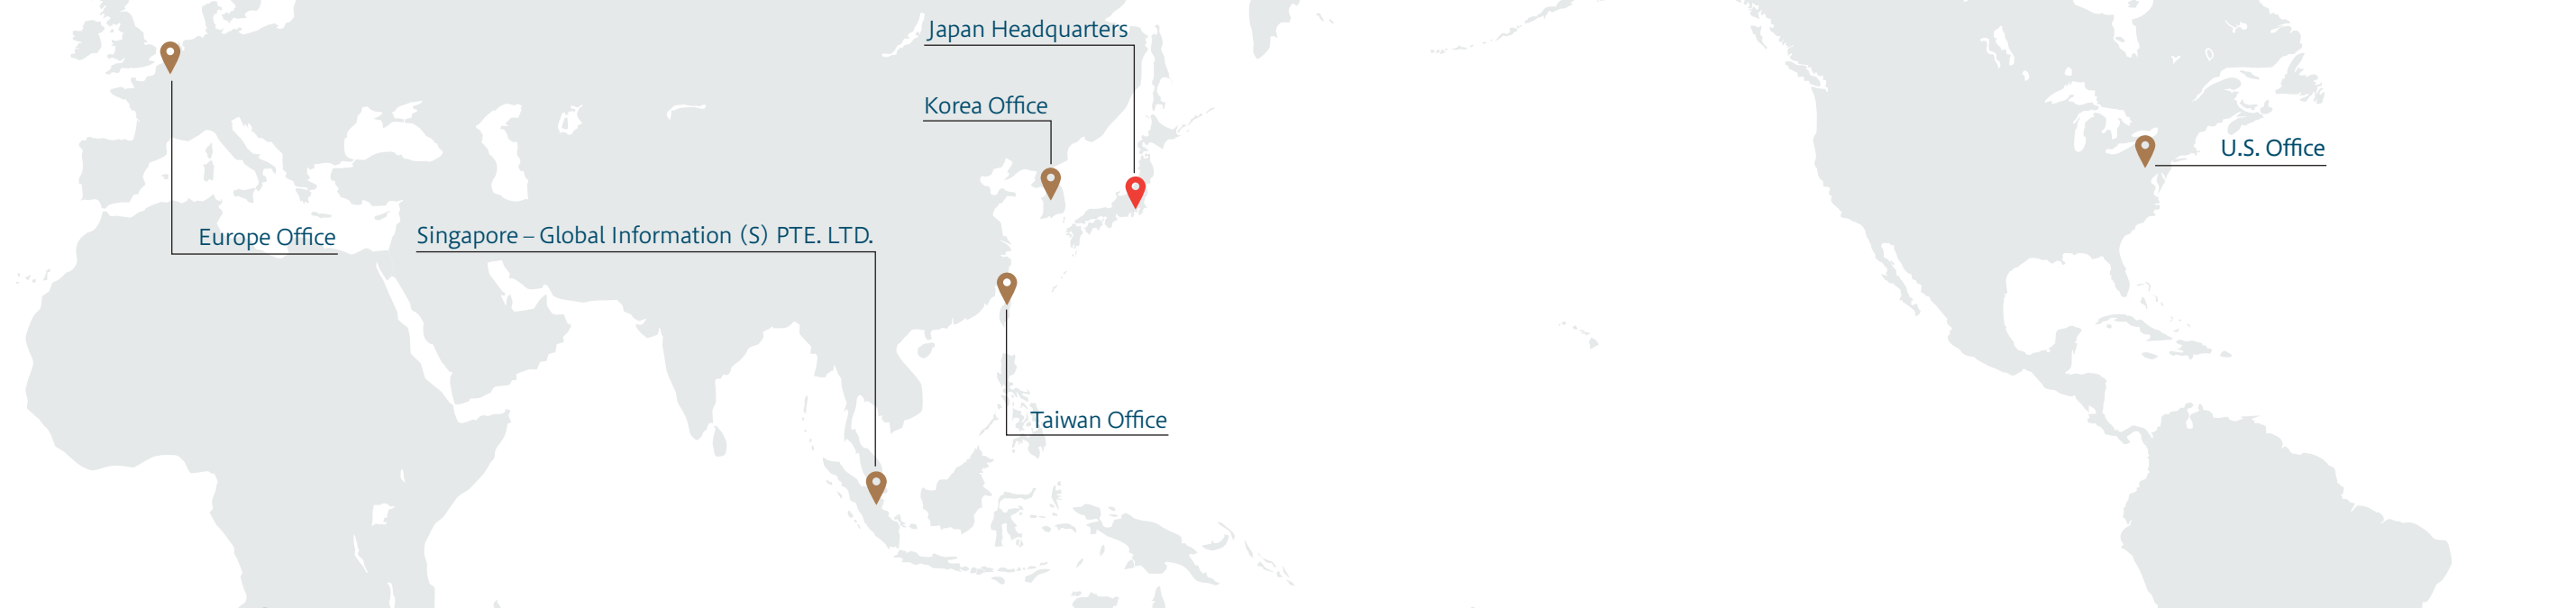 Japan Headquarters
Korea Office
U.S. Office
Europe Office
Singapore – Global Information (S) PTE. LTD.
Taiwan Office